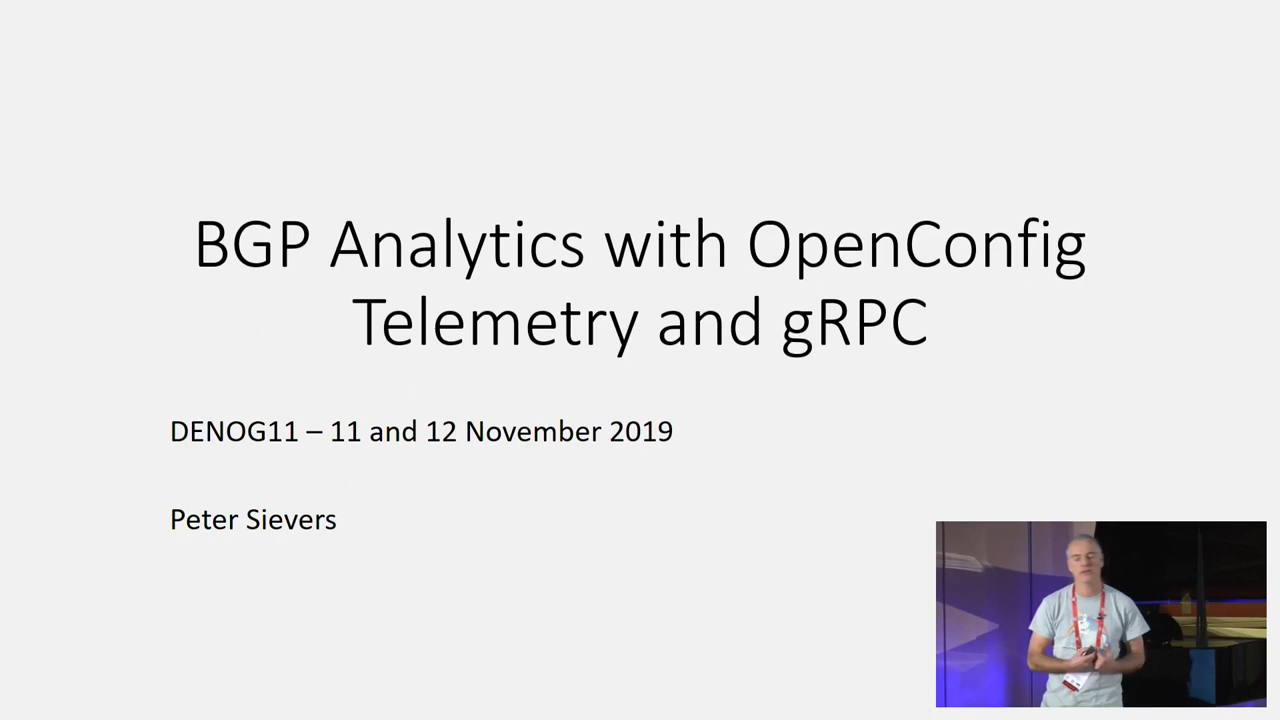 BGP Analytics with OpenConfig
Telemetry and gRPC
DENOG11 – 11 and 12 November 2019
Peter Sievers